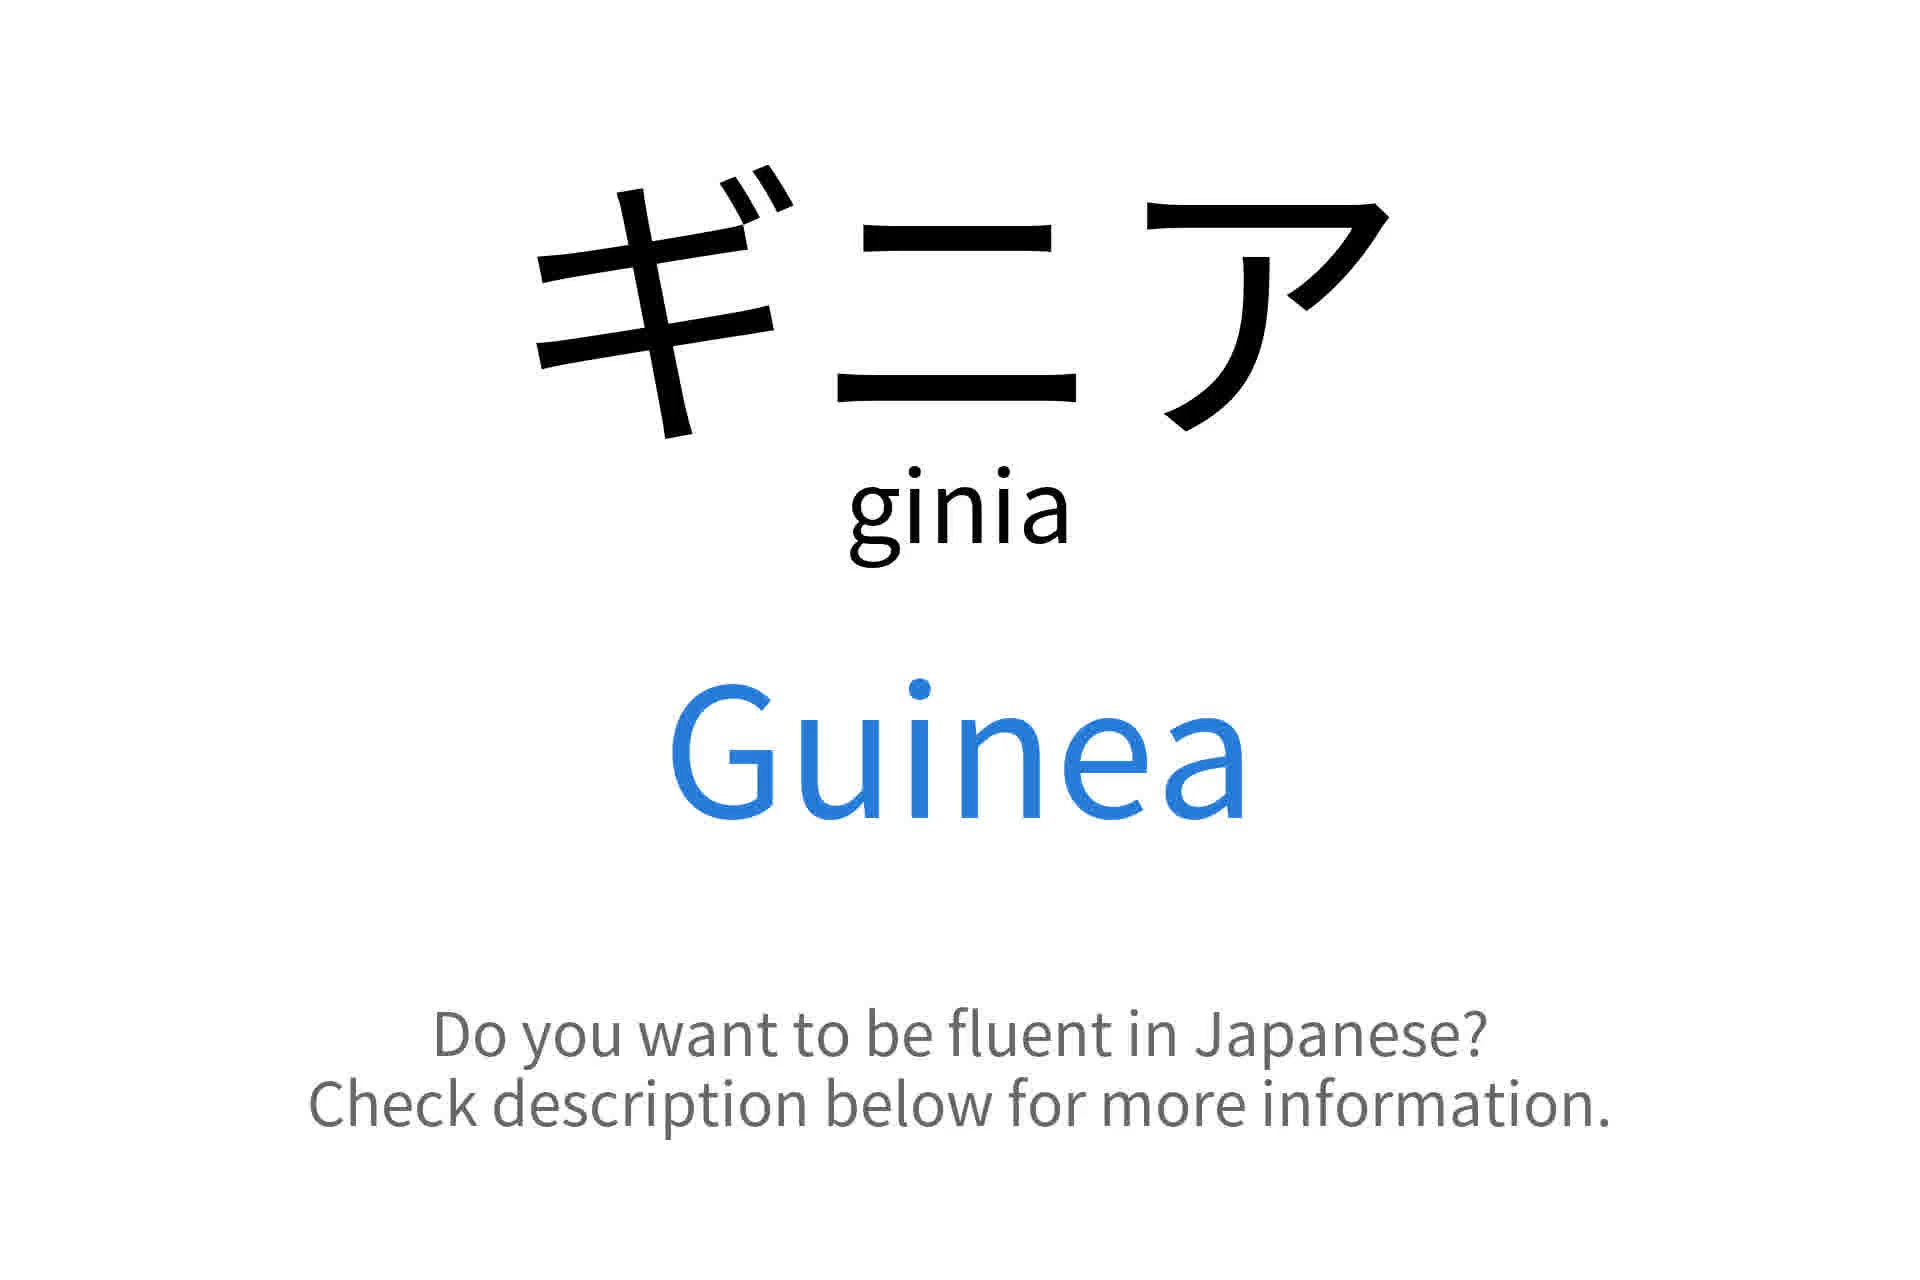 ギニア
ginia
Guinea
Do you want to be fluent in Japanese?
Check description below for more information.